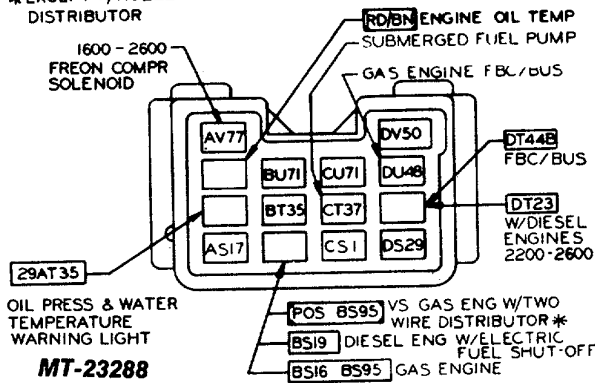 DISTRIBUTOR
1600-2600
FREON COMPR
SOLENOID
RD/BN ENGINE OIL TEMP
SUBMERGED FUEL PUMP
GAS ENGINE FBC/BUS
AV77
DV50
DT44B
FBC/BUS
BU71
CU71
DU48
BT35
CT37
DT23
W/DIESEL
ENGINES
2200-2600
AS17
CS1
DS29
29AT35
OIL PRESS & WATER
TEMPERATURE
WARNING LIGHT
POS BS95 VS GAS ENG W/TWO
WIRE DISTRIBUTOR *
BS19 DIESEL ENG W/ELECTRIC
FUEL SHUT-OFF
BS16 BS95 GAS ENGINE
MT-23288